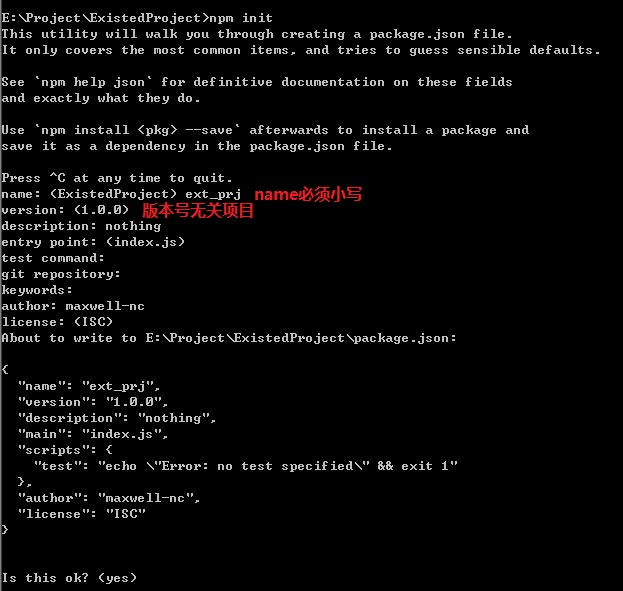 E:\Project\ExistedProject>npm init
This utility will walk you through creating a package.json file.
It only covers the most common items, and tries to guess sensible defaults.
See `npm help json` for definitive documentation on these fields
and exactly what they do.
Use `npm install <pkg> --save` afterwards to install a package and
save it as a dependency in the package.json file.
Press ^C at any time to quit.
name: (ExistedProject) ext_prj name必须小写
version: (1.0.0) 版本号无关项目
description: nothing
entry point: (index.js)
test command:
git repository:
keywords:
author: maxwell-nc
license: (ISC)
About to write to E:\Project\ExistedProject\package.json:
{
  "name": "ext_prj",
  "version": "1.0.0",
  "description": "nothing",
  "main": "index.js",
  "scripts": {
    "test": "echo \"Error: no test specified\" && exit 1"
  },
  "author": "maxwell-nc",
  "license": "ISC"
}
Is this ok? (yes)